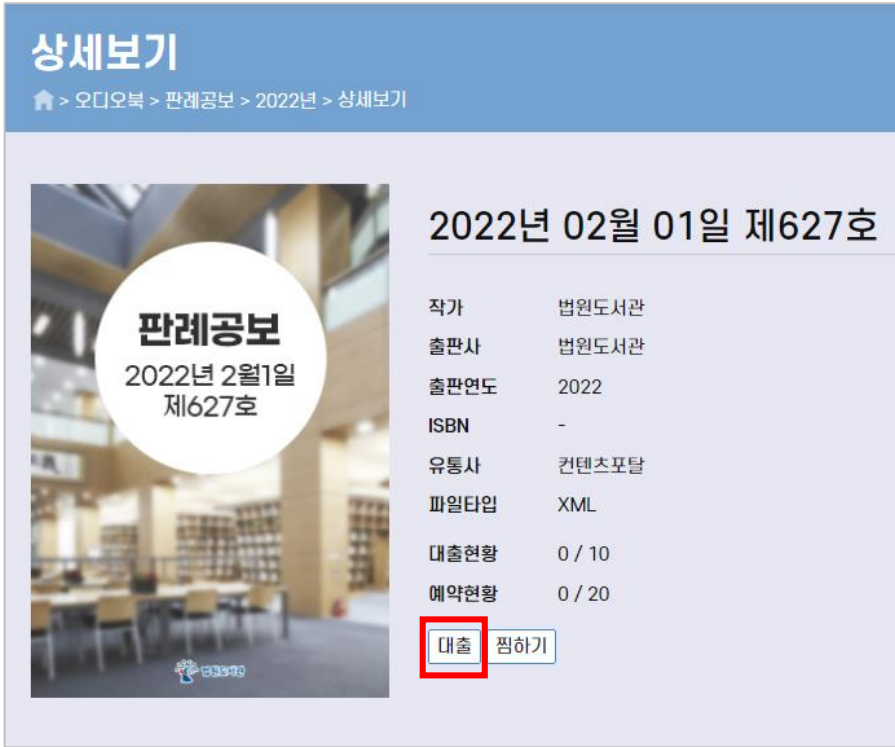 상세보기
> 오디오북 > 판례공보 > 2022년 > 상세보기
판례공보
2022년 2월1일
제627호
법원도서관
2022년 02월 01일 제627호
작가 법원도서관
출판사 법원도서관
출판연도 2022
ISBN -
유통사 컨텐츠포탈
파일타입 XML
대출현황 0 / 10
예약현황 0 / 20
대출 찜하기